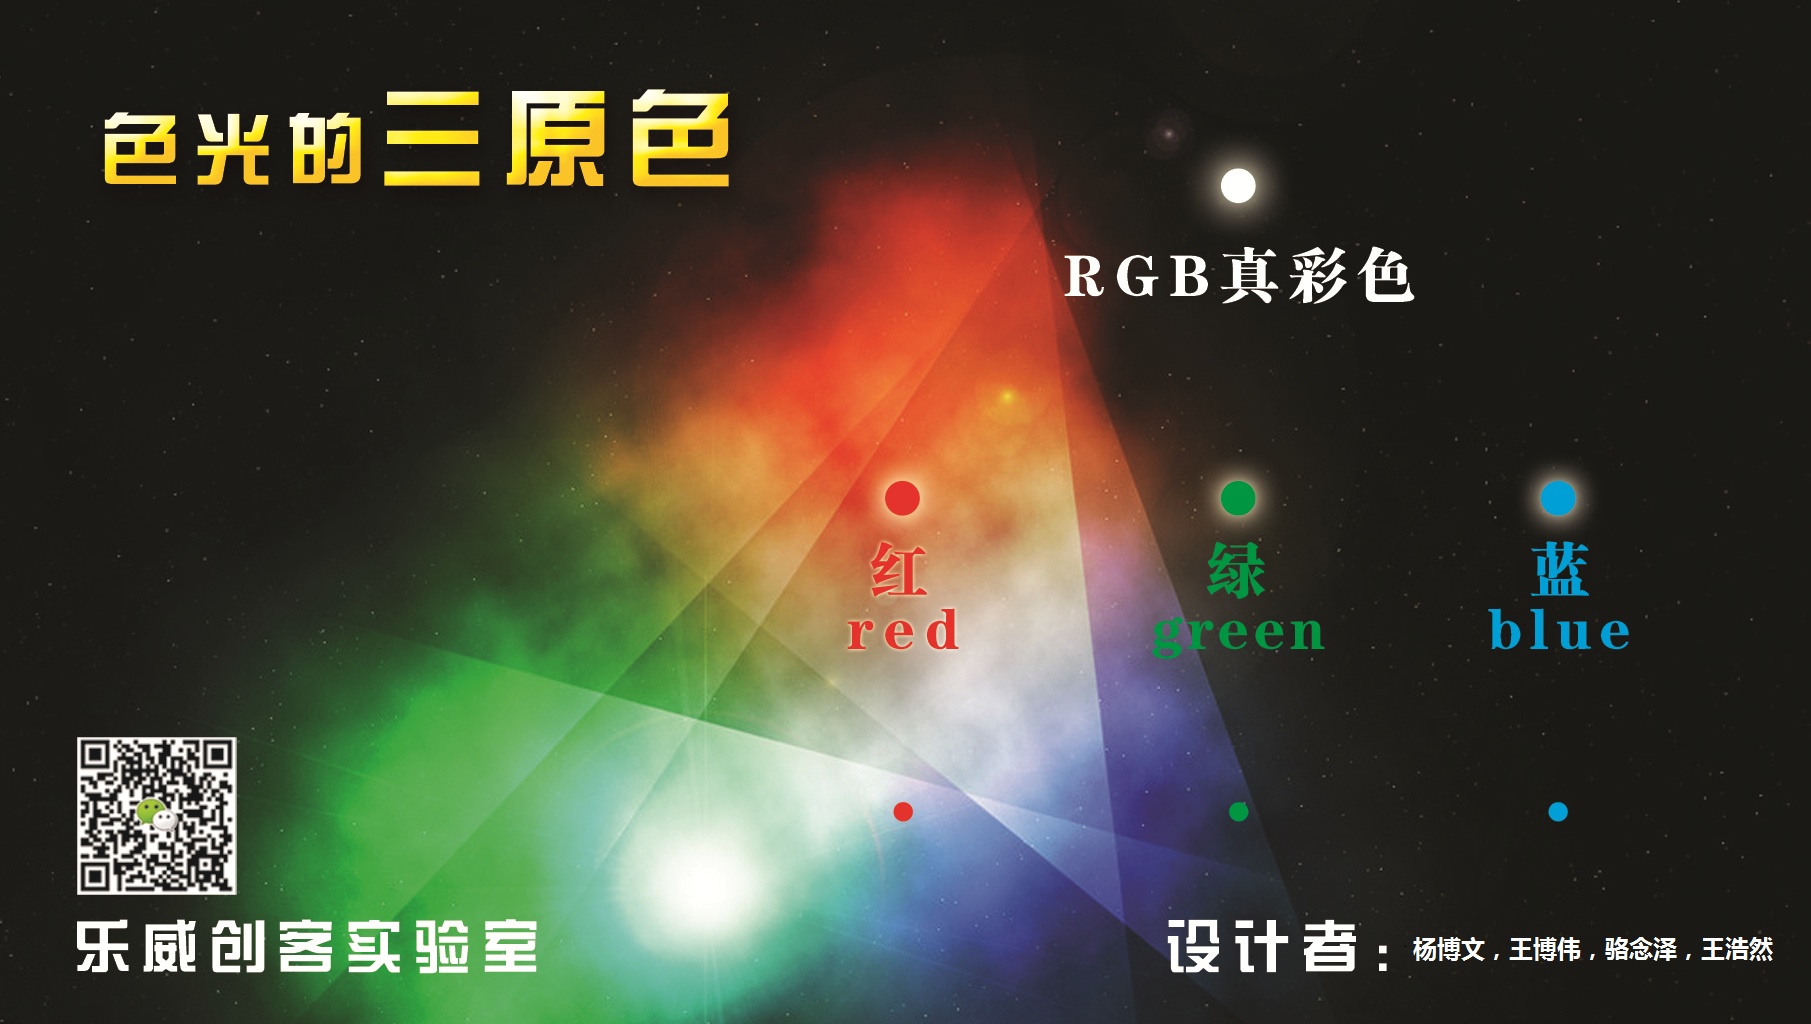 色光的三原色
RGB真彩色
红
red
绿
green
蓝
blue
乐威创客实验室
设计者：杨博文，王博伟，骆念泽，王浩然